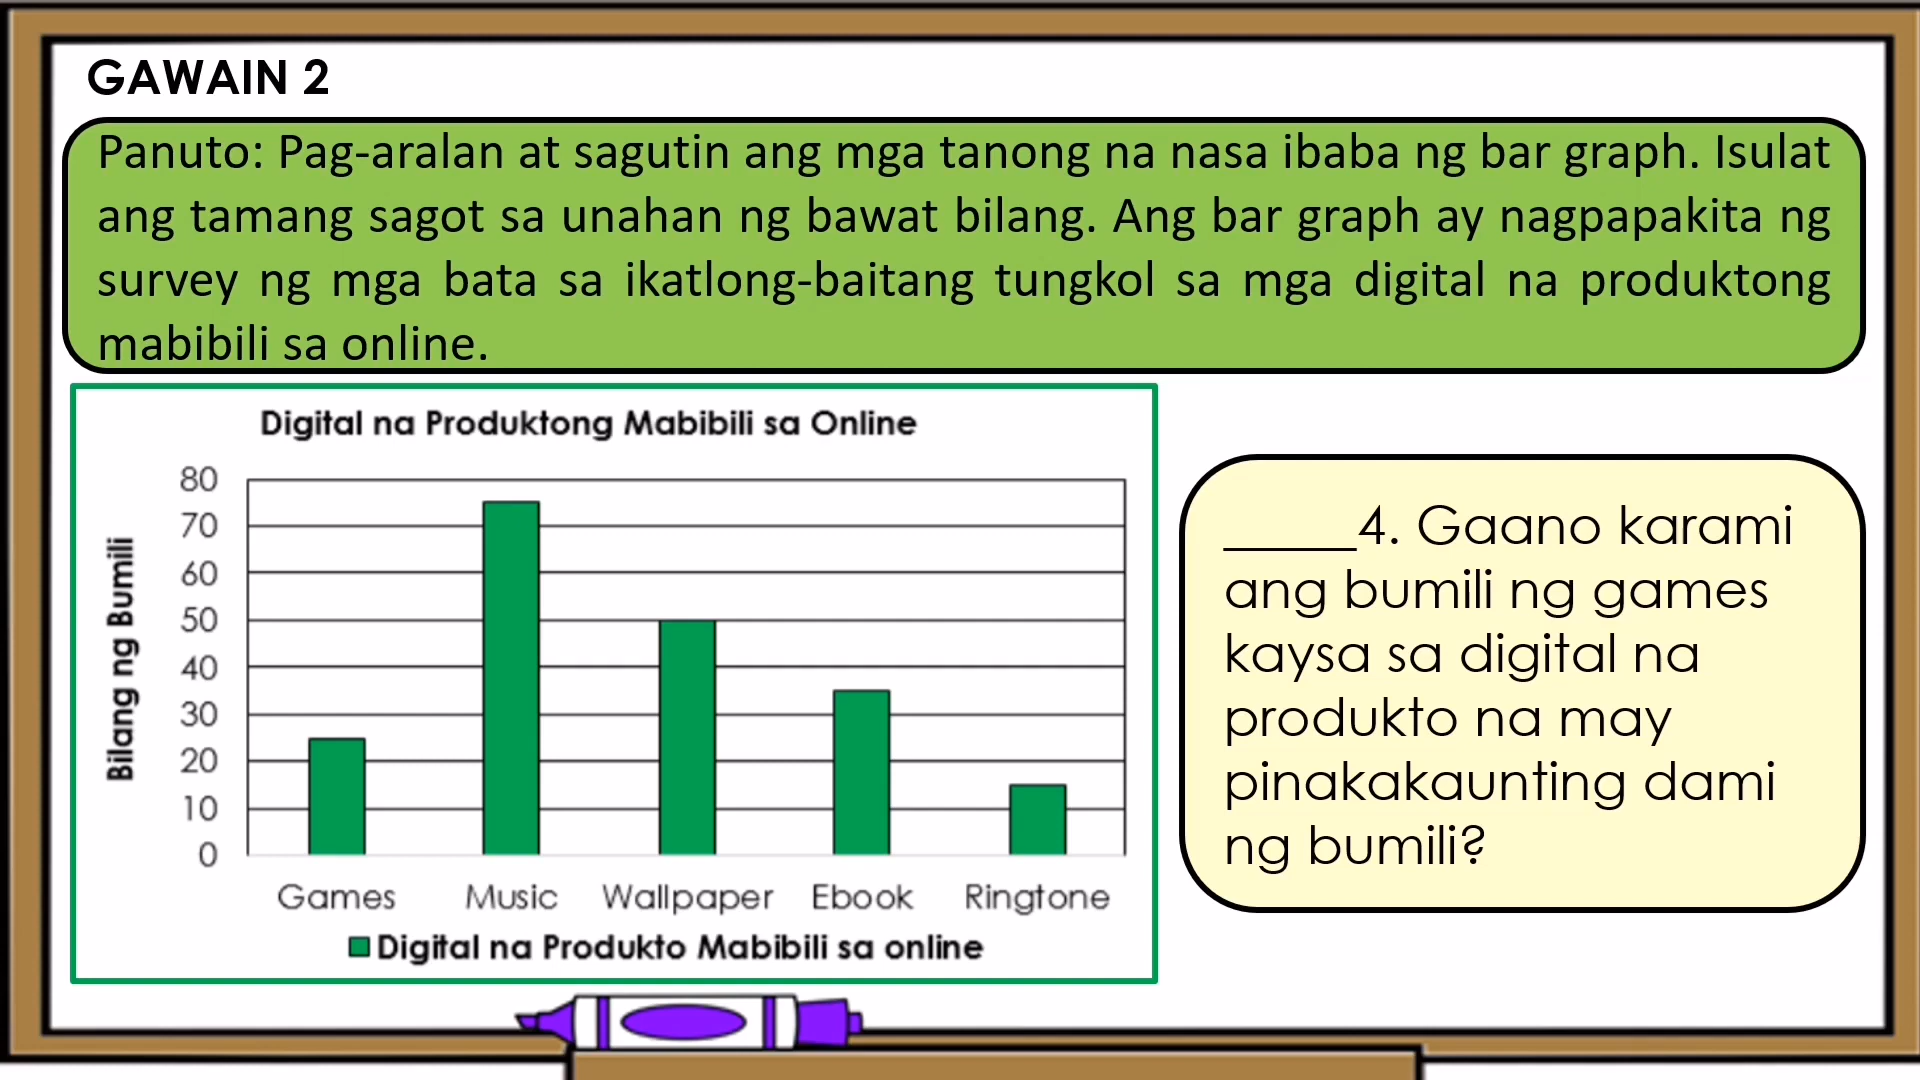 GAWAIN 2
Panuto: Pag-aralan at sagutin ang mga tanong na nasa ibaba ng bar graph. Isulat
ang tamang sagot sa unahan ng bawat bilang. Ang bar graph ay nagpapakita ng
survey ng mga bata sa ikatlong-baitang tungkol sa mga digital na produktong
mabibili sa online.
Digital na Produktong Mabibili sa Online
Bilang ng Bumili
80
70
60
50
40
30
20
10
0
Games Music Wallpaper Ebook Ringtone
Digital na Produkto Mabibili sa online
_____4. Gaano karami
ang bumili ng games
kaysa sa digital na
produkto na may
pinakakaunting dami
ng bumili?